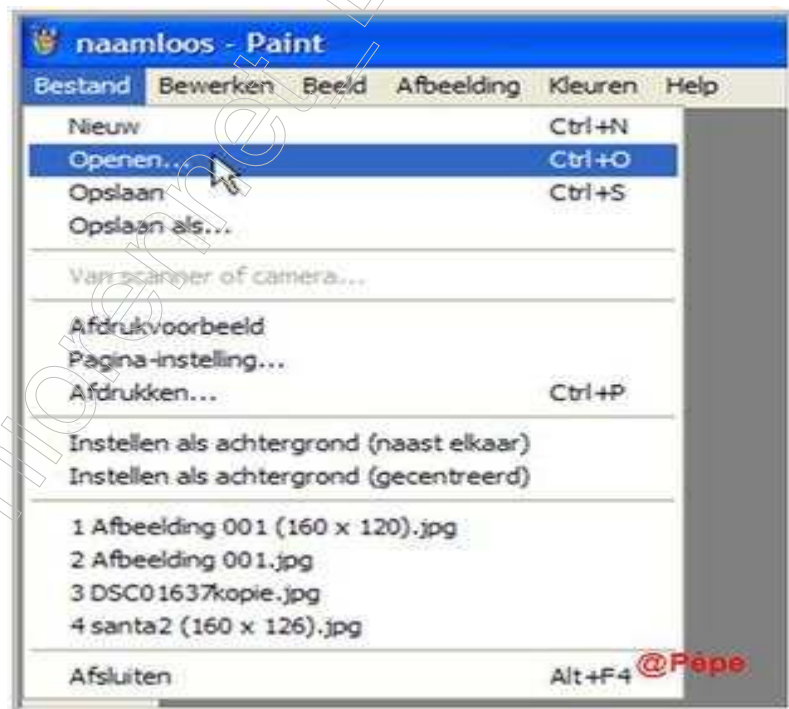 naamloos - Paint
Bestand Bewerken Beeld Afbeelding Kleuren Help
Nieuw Ctrl+N
Openen... Ctrl+O
Opslaan Ctrl+S
Opslaan als...
Van scanner of camera...
Afdrukvoorbeeld
Pagina-instelling...
Afdrukken... Ctrl+P
Instellen als achtergrond (naast elkaar)
Instellen als achtergrond (gecentreerd)
1 Afbeelding 001 (160 x 120).jpg
2 Afbeelding 001.jpg
3 DSC01637kopie.jpg
4 santa2 (160 x 126).jpg
Afsluiten Alt+F4
@Pépe